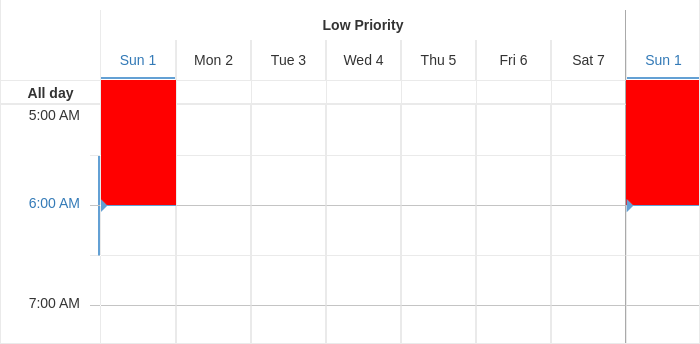 Low Priority
Sun 1 Mon 2 Tue 3 Wed 4 Thu 5 Fri 6 Sat 7 Sun 1
All day
5:00 AM
6:00 AM
7:00 AM